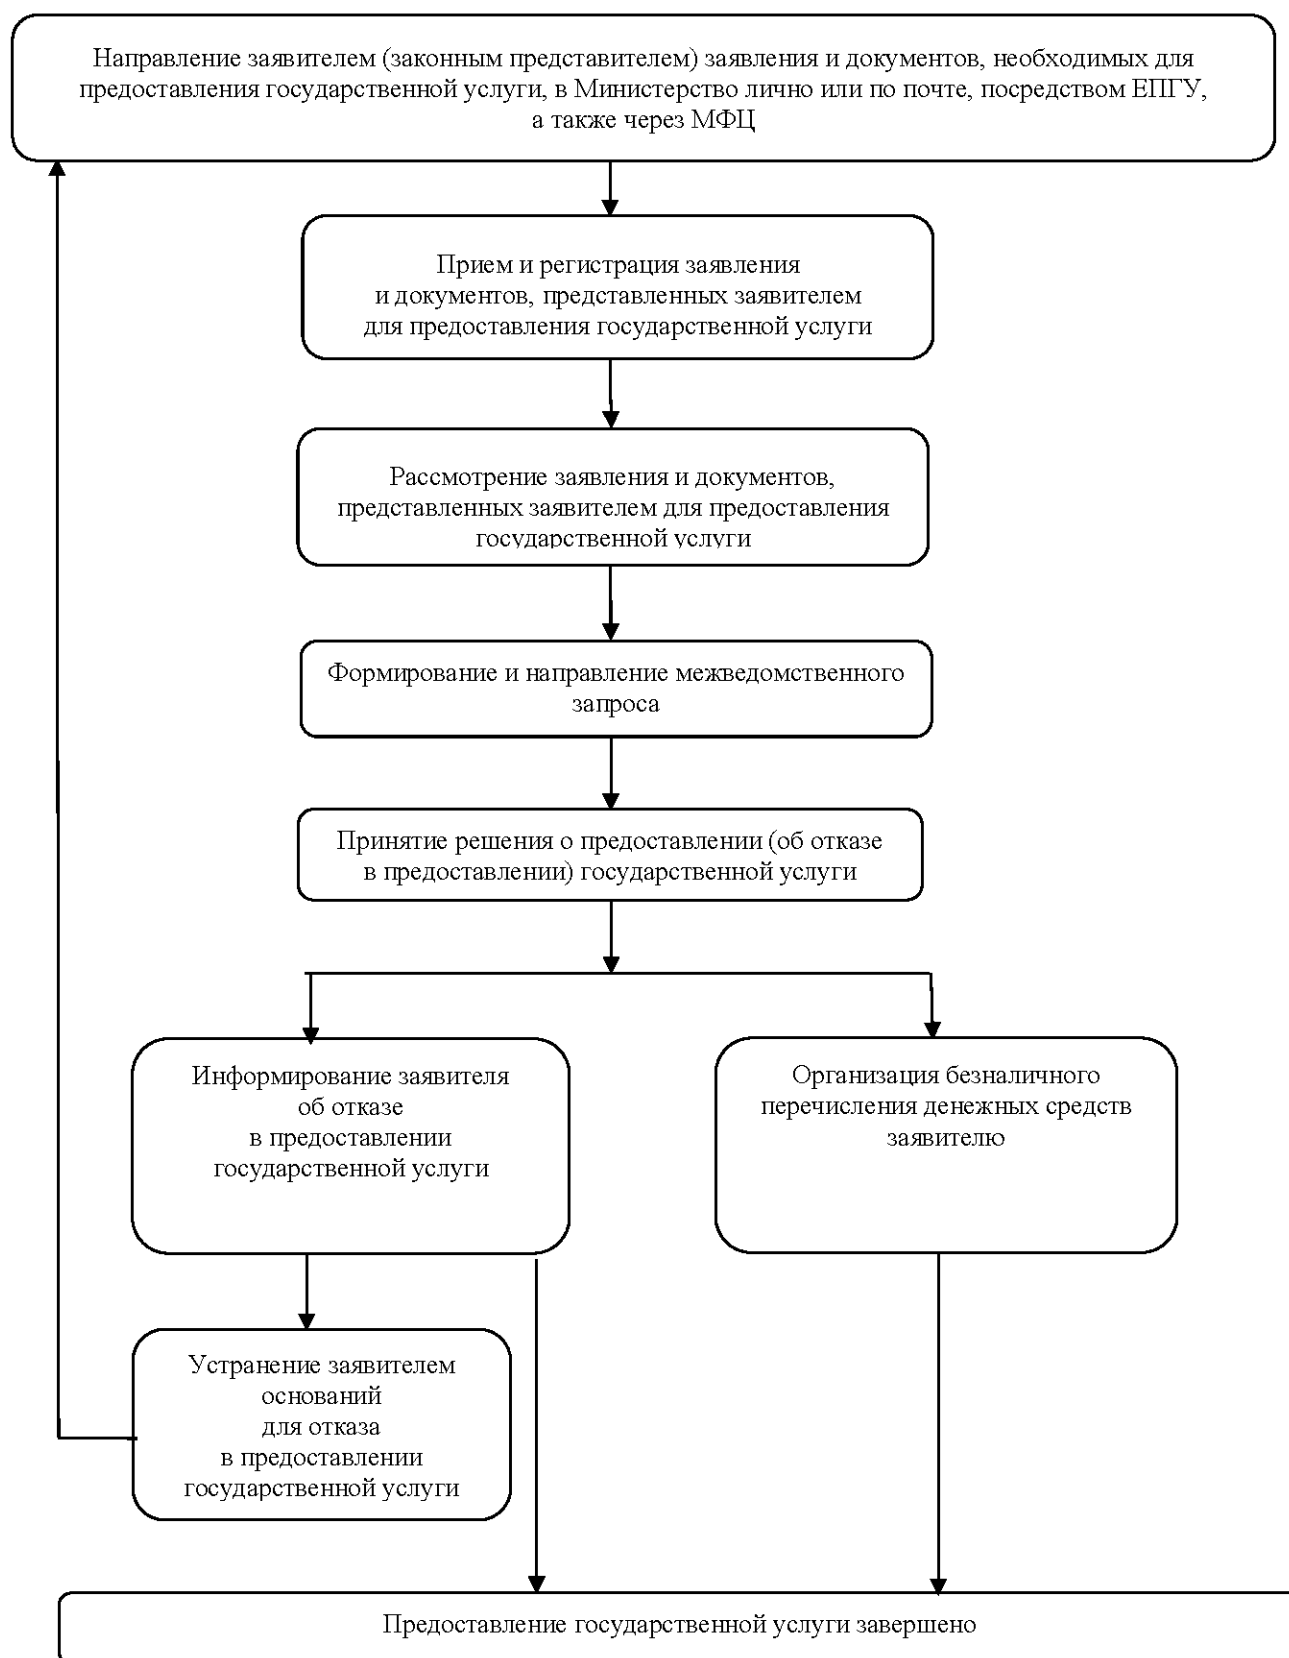 Направление заявителем (законным представителем) заявления и документов, необходимых для
предоставления государственной услуги, в Министерство лично или по почте, посредством ЕПГУ,
а также через МФЦ
Прием и регистрация заявления
и документов, представленных заявителем
для предоставления государственной услуги
Рассмотрение заявления и документов,
представленных заявителем для предоставления
государственной услуги
Формирование и направление межведомственного
запроса
Принятие решения о предоставлении (об отказе
в предоставлении) государственной услуги
Информирование заявителя
об отказе
в предоставлении
государственной услуги
Организация безналичного
перечисления денежных средств
заявителю
Устранение заявителем
оснований
для отказа
в предоставлении
государственной услуги
Предоставление государственной услуги завершено